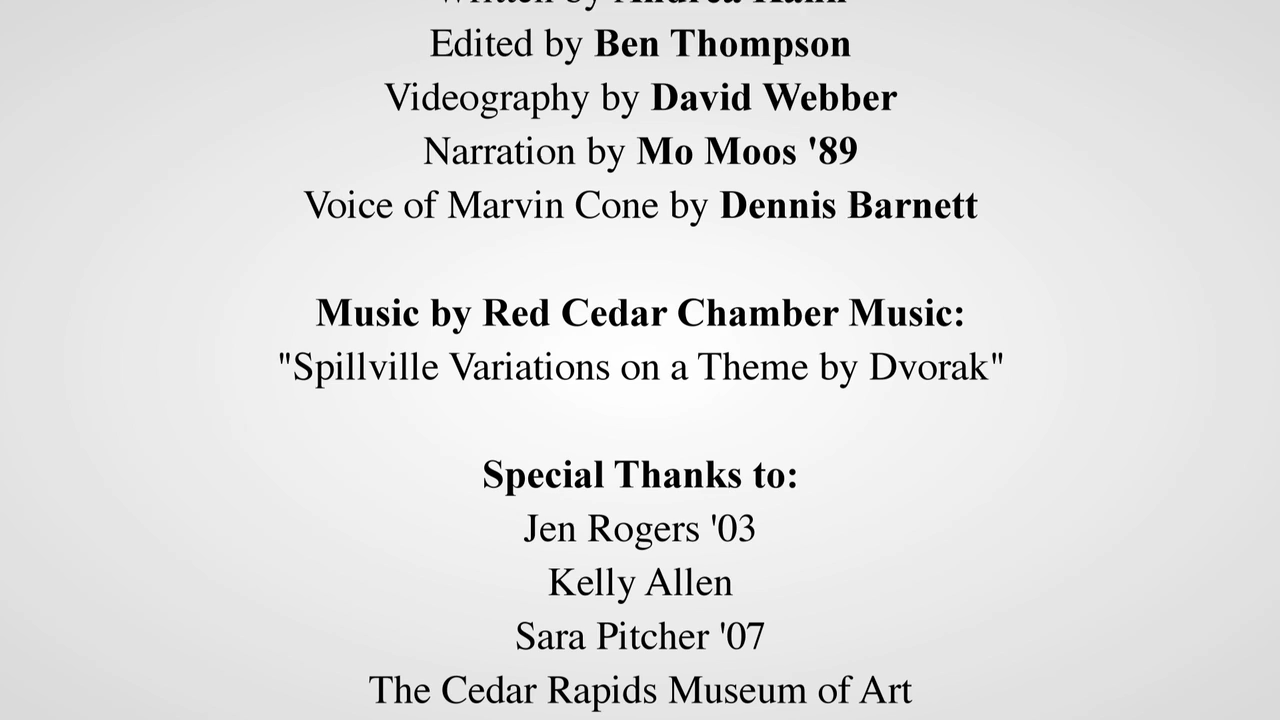 Edited by Ben Thompson
Videography by David Webber
Narration by Mo Moos '89
Voice of Marvin Cone by Dennis Barnett
Music by Red Cedar Chamber Music:
"Spillville Variations on a Theme by Dvorak"
Special Thanks to:
Jen Rogers '03
Kelly Allen
Sara Pitcher '07
The Cedar Rapids Museum of Art